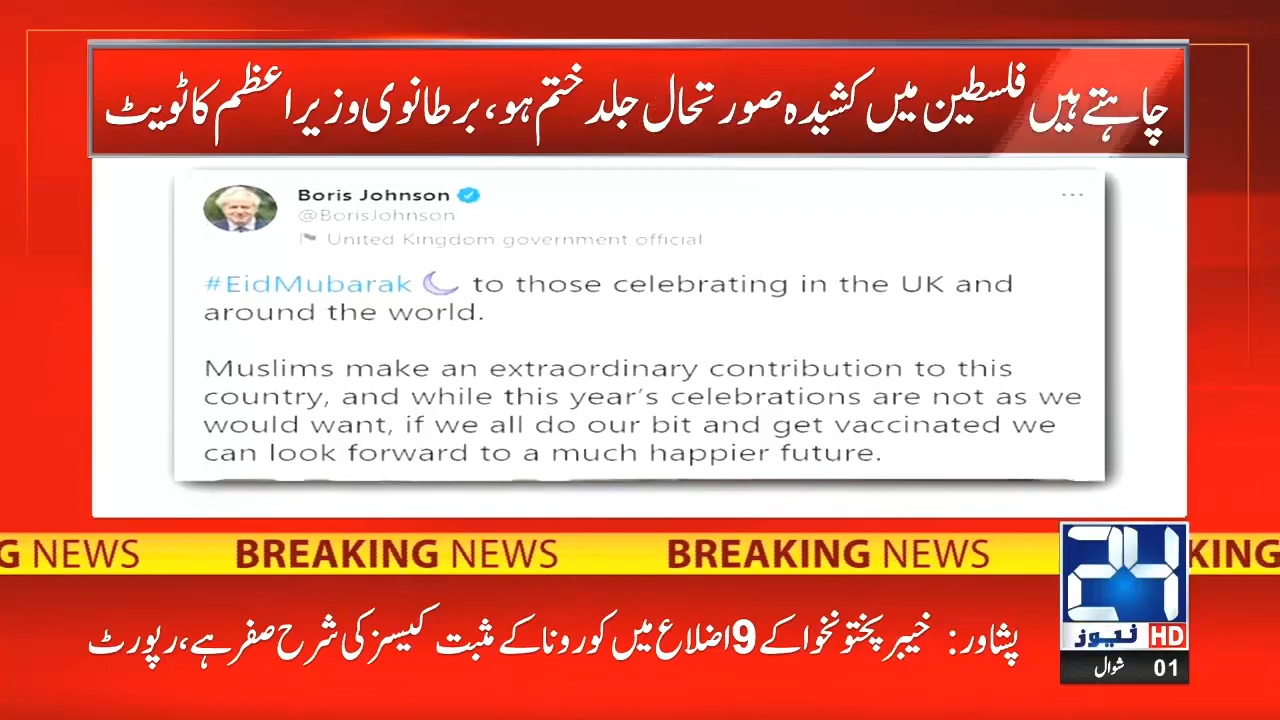 چاہتے ہیں فلسطین میں کشیدہ صورتحال جلد ختم ہو، برطانوی وزیراعظم کا ٹویٹ
Boris Johnson
@BorisJohnson
United Kingdom government official
#EidMubarak 🌙 to those celebrating in the UK and
around the world.
Muslims make an extraordinary contribution to this
country, and while this year's celebrations are not as we
would want, if we all do our bit and get vaccinated we
can look forward to a much happier future.
G NEWS BREAKING NEWS BREAKING NEWS KING
24
نیوز HD
پشاور: خیبر پختونخوا کے 9 اضلاع میں کورونا کے مثبت کیسز کی شرح صفر ہے، رپورٹ
01 شوال